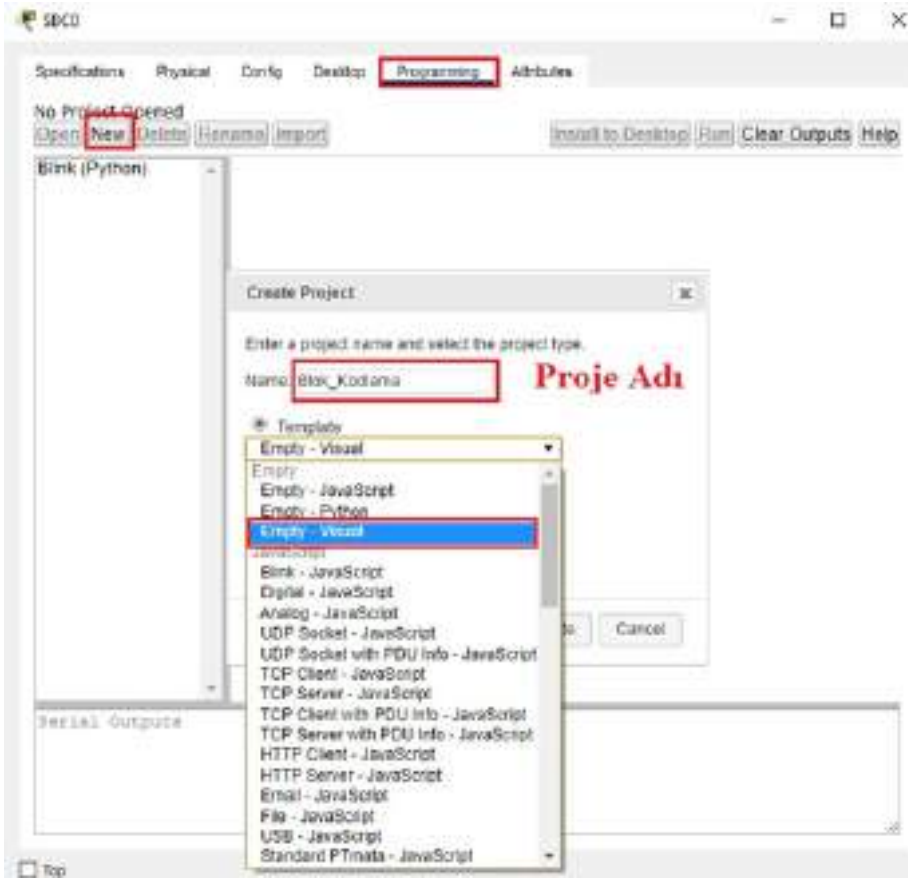 SBC0
Specifications Physical Config Desktop Programming Attributes
No Project Opened
Open New Delete Rename Import Install to Desktop Run Clear Outputs Help
Blink (Python)
Create Project
Enter a project name and select the project type.
Name: Blok_Kodlama
Proje Adı
Template
Empty - Visual
Empty
Empty - JavaScript
Empty - Python
Empty - Visual
JavaScript
Blink - JavaScript
Digital - JavaScript
Analog - JavaScript
UDP Socket - JavaScript
UDP Socket with PDU Info - JavaScript
TCP Client - JavaScript
TCP Server - JavaScript
TCP Client with PDU Info - JavaScript
TCP Server with PDU Info - JavaScript
HTTP Client - JavaScript
HTTP Server - JavaScript
Email - JavaScript
File - JavaScript
USB - JavaScript
Cancel
Serial Outputs
Top